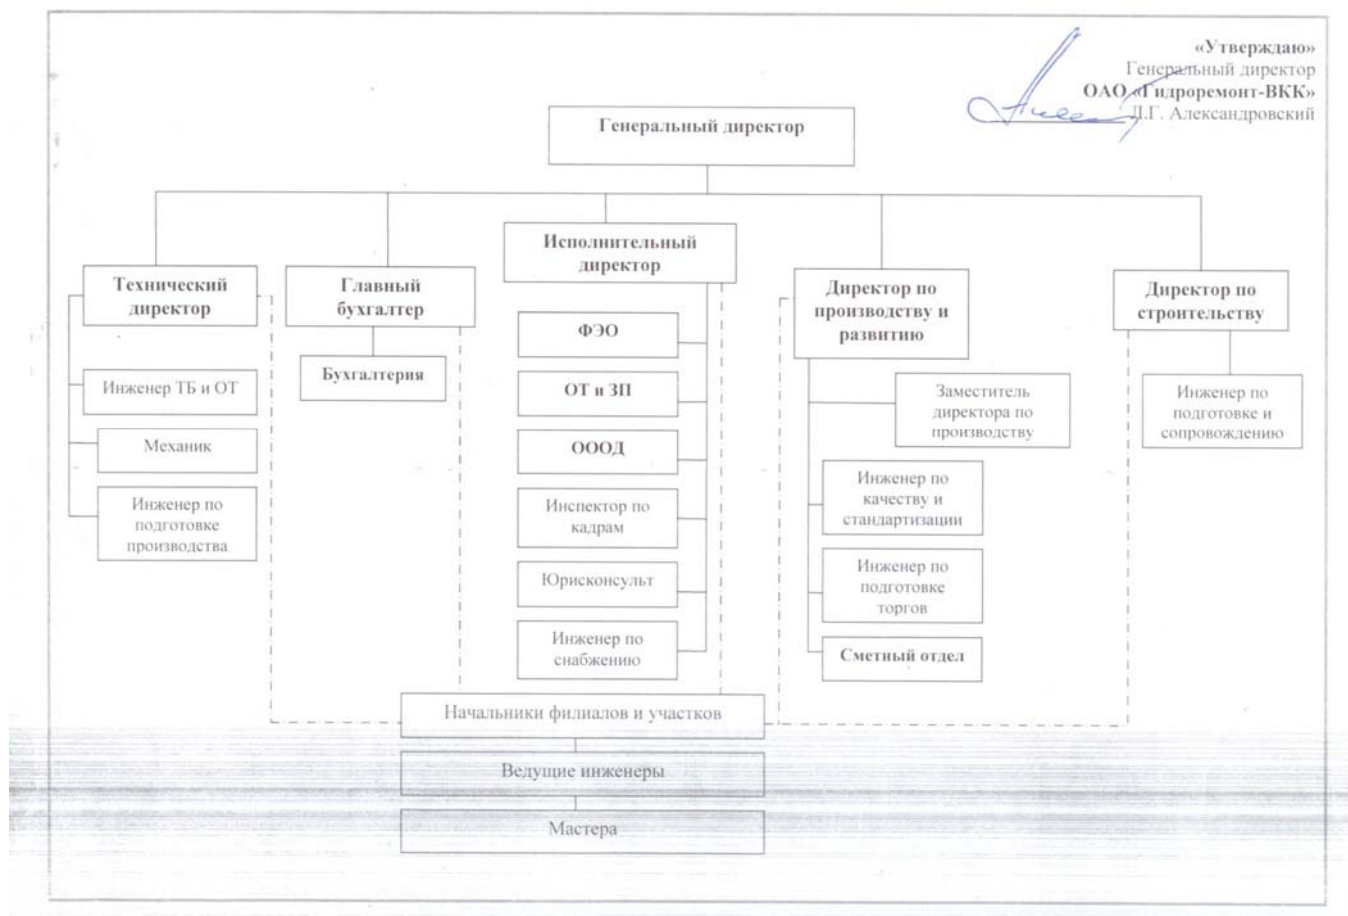 «Утверждаю»
Генеральный директор
ОАО «Гидроремонт-ВКК»
Д.Г. Александровский
Генеральный директор
Технический
директор
Инженер ТБ и ОТ
Механик
Инженер по
подготовке
производства
Главный
бухгалтер
Бухгалтерия
Исполнительный
директор
ФЭО
ОТ и ЗП
ОООД
Инспектор по
кадрам
Юрисконсульт
Инженер по
снабжению
Директор по
производству и
развитию
Заместитель
директора по
производству
Инженер по
качеству и
стандартизации
Инженер по
подготовке
торгов
Сметный отдел
Директор по
строительству
Инженер по
подготовке и
сопровождению
Начальники филиалов и участков
Ведущие инженеры
Мастера